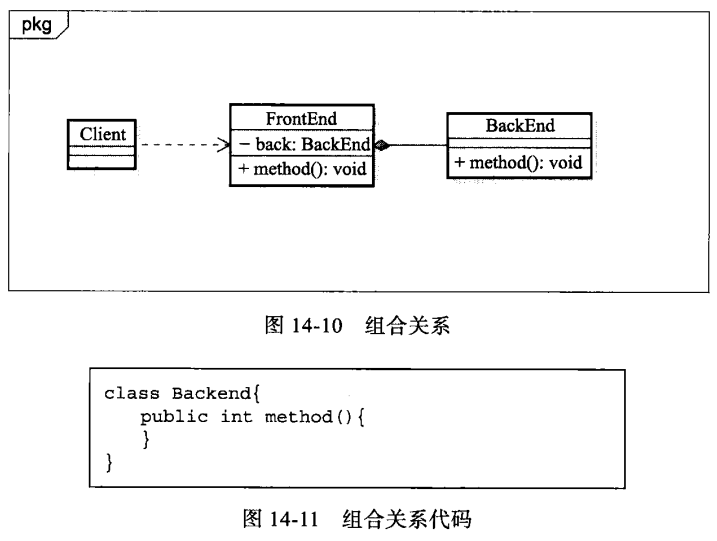 pkg
Client
FrontEnd
− back: BackEnd
+ method(): void
BackEnd
+ method(): void
图 14-10 组合关系
class Backend{
public int method(){
}
}
图 14-11 组合关系代码